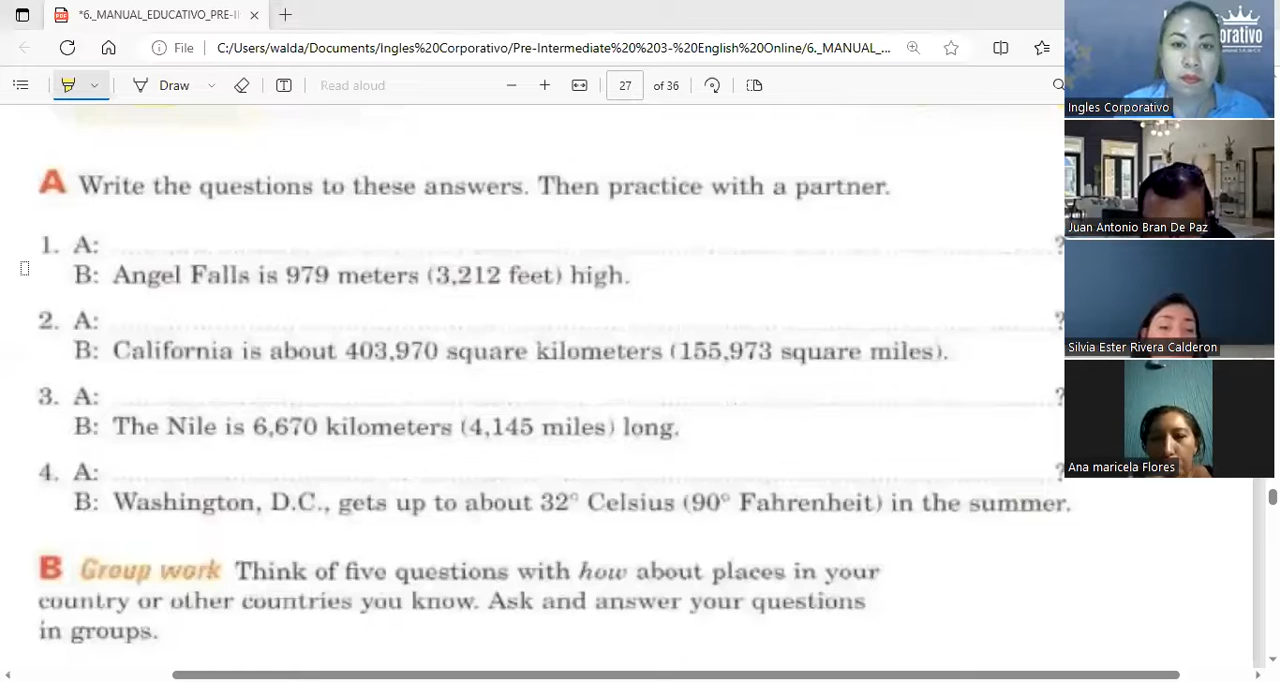 *6._MANUAL_EDUCATIVO_PRE-I
File
C:/Users/walda/Documents/Ingles%20Corporativo/Pre-Intermediate%20%203-%20English%20Online/6._MANUAL_...
Draw
Read aloud
27
of 36
A Write the questions to these answers. Then practice with a partner.
1. A: ?
B: Angel Falls is 979 meters (3,212 feet) high.
2. A: ?
B: California is about 403,970 square kilometers (155,973 square miles).
3. A: ?
B: The Nile is 6,670 kilometers (4,145 miles) long.
4. A: ?
B: Washington, D.C., gets up to about 32° Celsius (90° Fahrenheit) in the summer.
B Group work Think of five questions with how about places in your
country or other countries you know. Ask and answer your questions
in groups.
Ingles Corporativo
Juan Antonio Bran De Paz
Silvia Ester Rivera Calderon
Ana maricela Flores